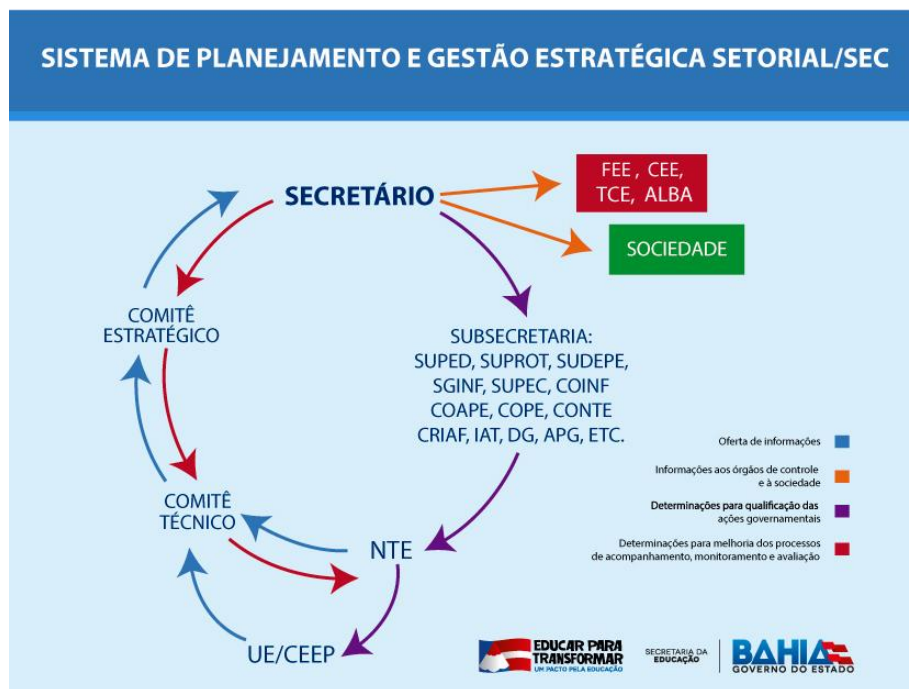 SISTEMA DE PLANEJAMENTO E GESTÃO ESTRATÉGICA SETORIAL/SEC
SECRETÁRIO
FEE , CEE,
TCE, ALBA
SOCIEDADE
COMITÊ
ESTRATÉGICO
SUBSECRETARIA:
SUPED, SUPROT, SUDEPE,
SGINF, SUPEC, COINF
COAPE, COPE, CONTE
CRIAF, IAT, DG, APG, ETC.
Oferta de informações
Informações aos órgãos de controle
e à sociedade
Determinações para qualificação das
ações governamentais
Determinações para melhoria dos processos
de acompanhamento, monitoramento e avaliação
COMITÊ
TÉCNICO
NTE
UE/CEEP
EDUCAR PARA
TRANSFORMAR
UM PACTO PELA EDUCAÇÃO
SECRETARIA DA
EDUCAÇÃO
BAHIA
GOVERNO DO ESTADO